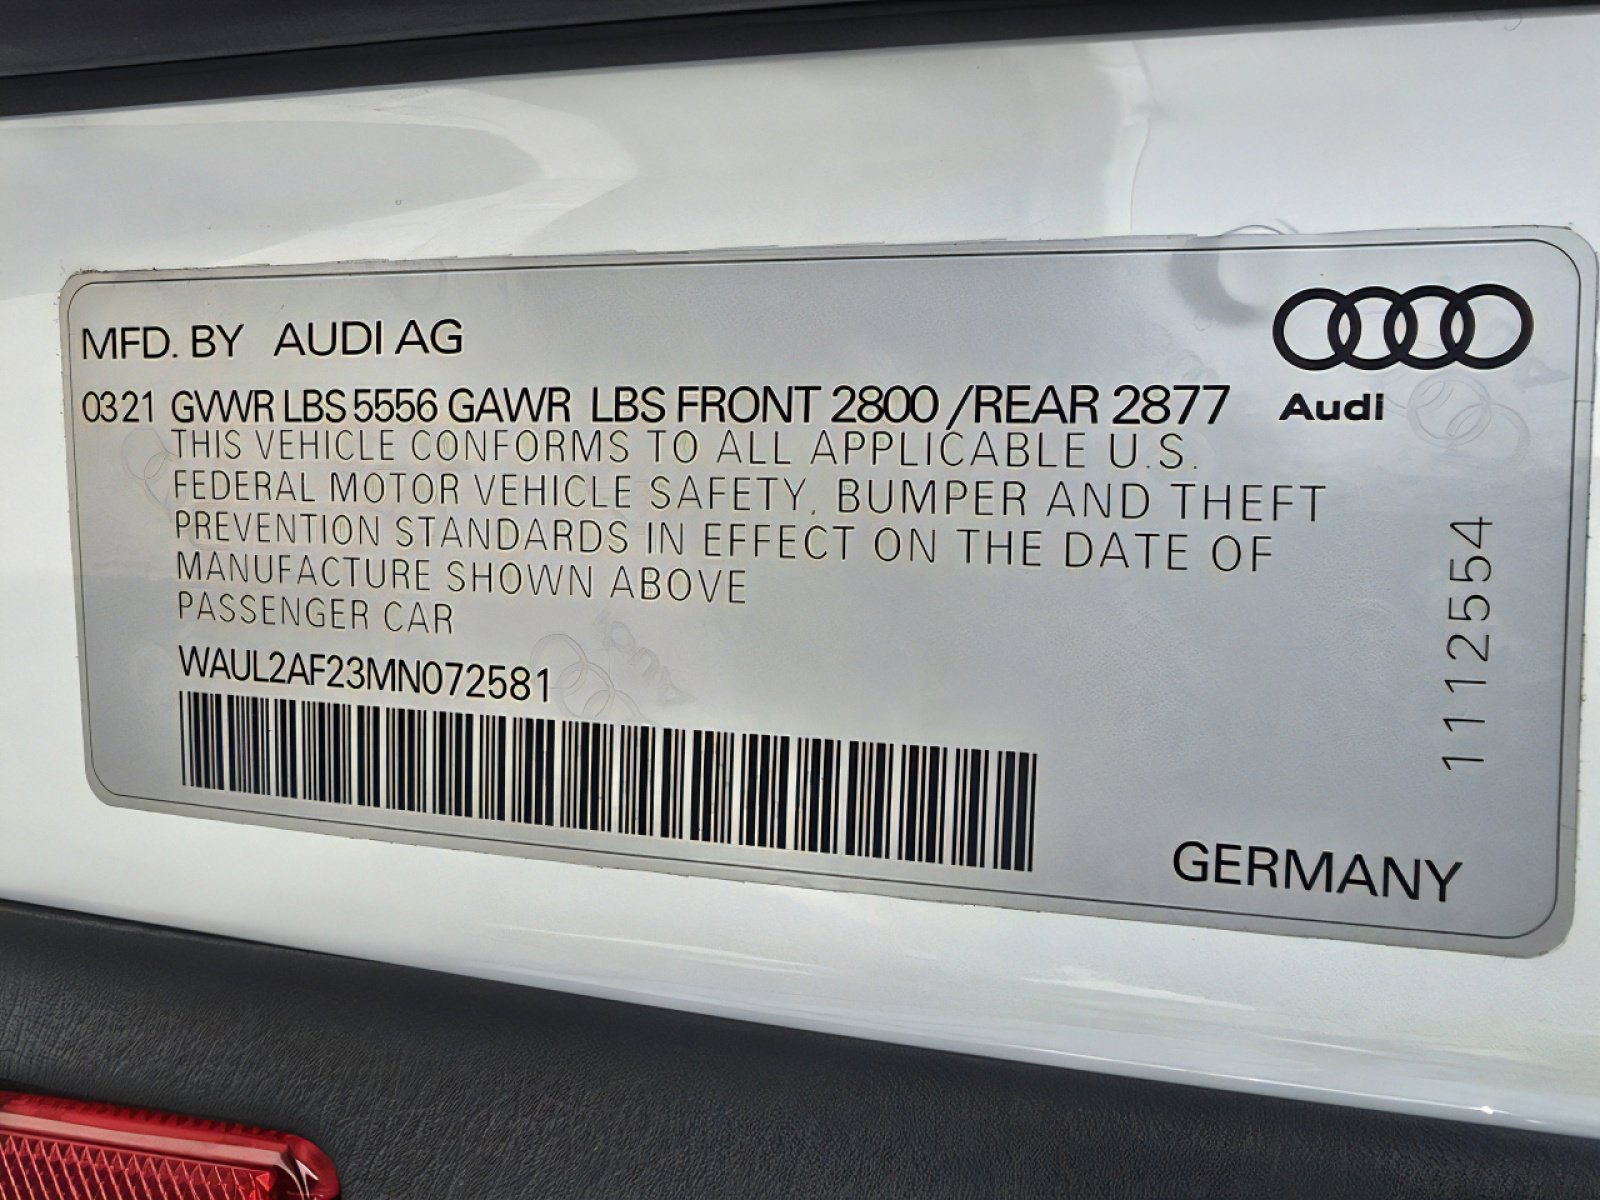 MFD. BY AUDI AG
0321 GVWR LBS 5556 GAWR LBS FRONT 2800 /REAR 2877
Audi
THIS VEHICLE CONFORMS TO ALL APPLICABLE U.S.
FEDERAL MOTOR VEHICLE SAFETY, BUMPER AND THEFT
PREVENTION STANDARDS IN EFFECT ON THE DATE OF
MANUFACTURE SHOWN ABOVE
PASSENGER CAR
WAUL2AF23MN072581
1112554
GERMANY